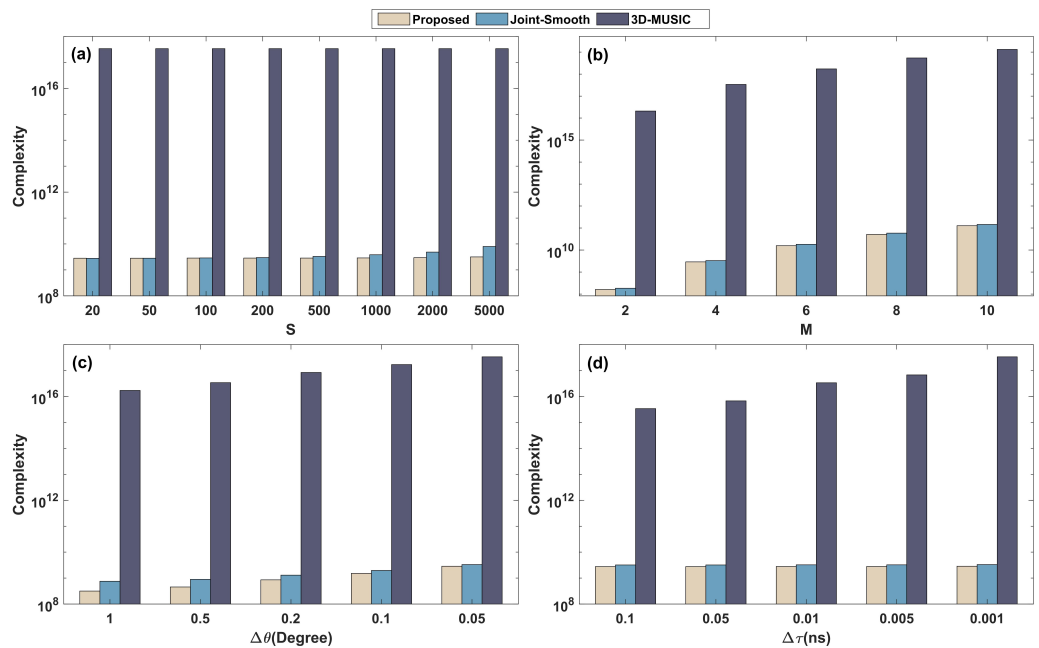 Proposed Joint-Smooth 3D-MUSIC
(a)
10^16
10^12
10^8
Complexity
20 50 100 200 500 1000 2000 5000
S
(b)
10^15
10^10
Complexity
2 4 6 8 10
M
(c)
10^16
10^12
10^8
Complexity
1 0.5 0.2 0.1 0.05
Δθ(Degree)
(d)
10^16
10^12
10^8
Complexity
0.1 0.05 0.01 0.005 0.001
Δτ(ns)